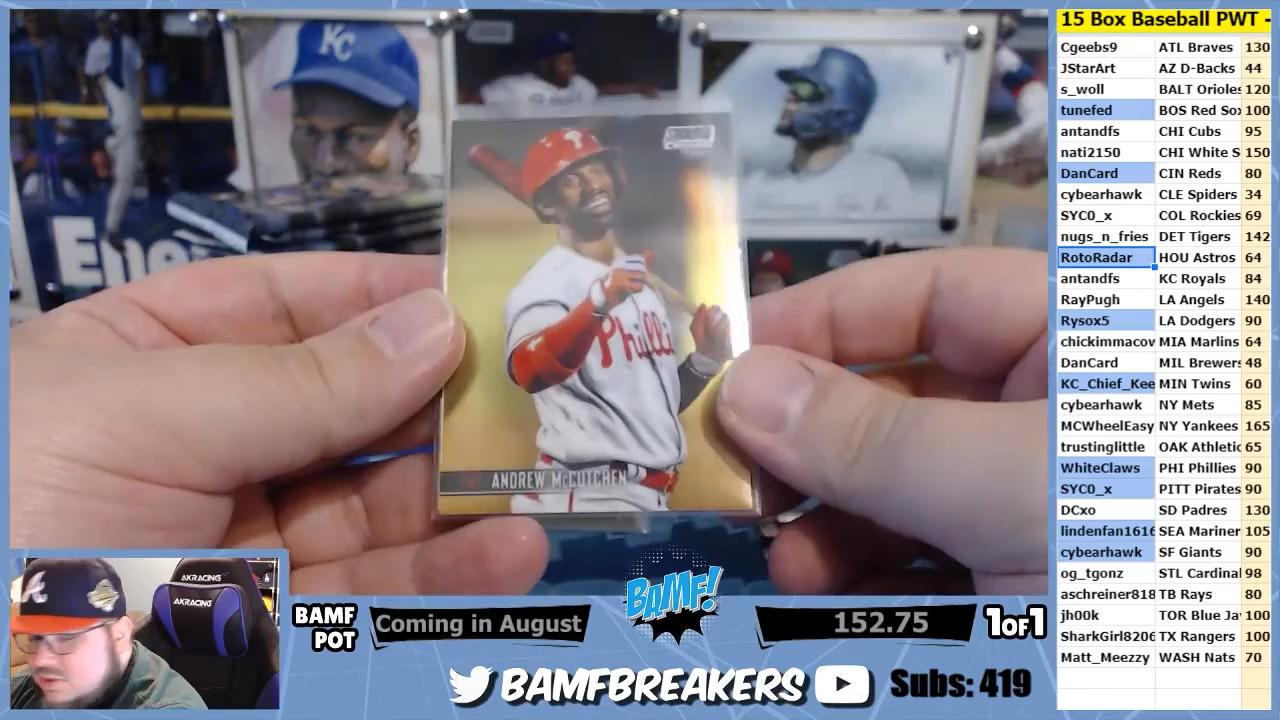 15 Box Baseball PWT -
Cgeebs9 ATL Braves 130
JStarArt AZ D-Backs 44
s_woll BALT Orioles 120
tunefed BOS Red Sox 100
antandfs CHI Cubs 95
nati2150 CHI White S 150
DanCard CIN Reds 80
cybearhawk CLE Spiders 34
SYC0_x COL Rockies 69
nugs_n_fries DET Tigers 142
RotoRadar HOU Astros 64
antandfs KC Royals 84
RayPugh LA Angels 140
Rysox5 LA Dodgers 90
chickimmacov MIA Marlins 64
DanCard MIL Brewers 48
KC_Chief_Kee MIN Twins 60
cybearhawk NY Mets 85
MCWheelEasy NY Yankees 165
trustinglittle OAK Athletic 65
WhiteClaws PHI Phillies 90
SYC0_x PITT Pirates 90
DCxo SD Padres 130
lindenfan1616 SEA Mariner 105
cybearhawk SF Giants 90
og_tgonz STL Cardinal 98
aschreiner818 TB Rays 80
jh00k TOR Blue Ja 100
SharkGirl8206 TX Rangers 100
Matt_Meezzy WASH Nats 70
KC
Ene
P
Philli
ANDREW McCUTCHEN
A
AKRACING
AKRACING
BAMF POT
Coming in August
BAMF!
152.75
1OF1
BAMFBREAKERS
Subs: 419